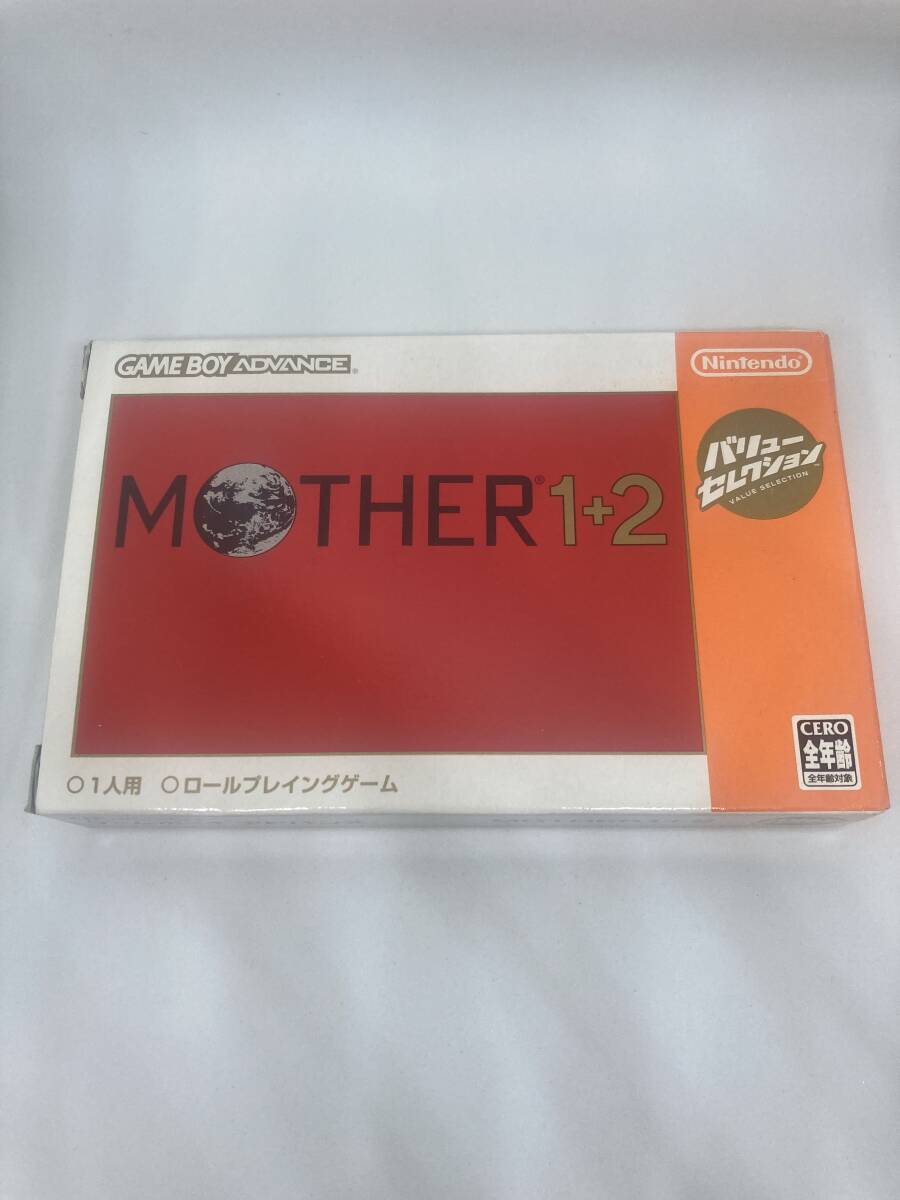 GAME BOY ADVANCE®
Nintendo®
バリュー
セレクション™
VALUE SELECTION
MOTHER®1+2
CERO
全年齢
全年齢対象
○1人用 ○ロールプレイングゲーム